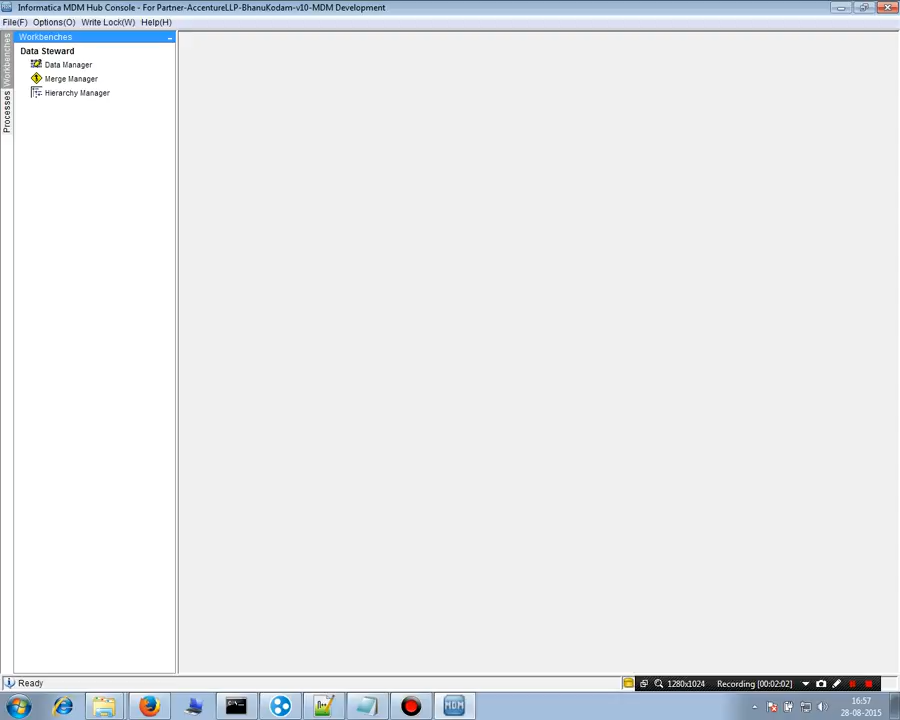 Informatica MDM Hub Console - For Partner-AccentureLLP-BhanuKodam-v10-MDM Development
File(F) Options(O) Write Lock(W) Help(H)
Workbenches
Processes
Workbenches
Data Steward
Data Manager
Merge Manager
Hierarchy Manager
Ready
1280x1024 Recording [00:02:02]
MDM
16:57
28-08-2015